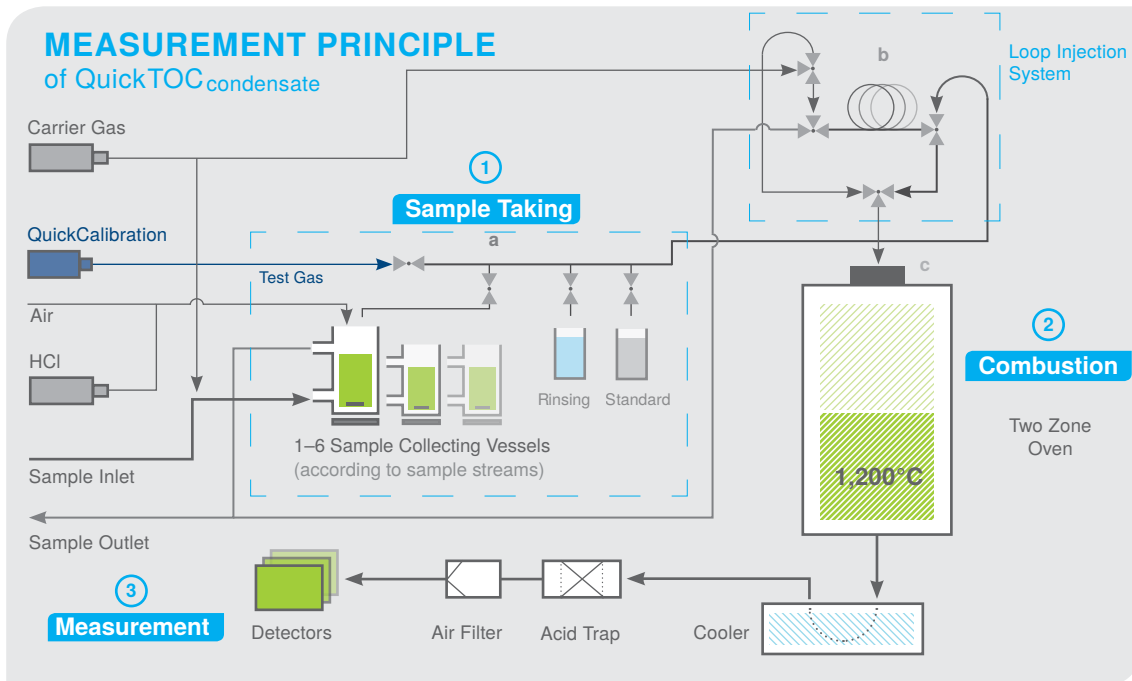 MEASUREMENT PRINCIPLE
of QuickTOCcondensate
b
Loop Injection
System
Carrier Gas
1
Sample Taking
QuickCalibration
a
Test Gas
c
Air
HCl
2
Combustion
Rinsing
Standard
Two Zone
Oven
1–6 Sample Collecting Vessels
(according to sample streams)
1,200°C
Sample Inlet
Sample Outlet
3
Measurement
Detectors
Air Filter
Acid Trap
Cooler